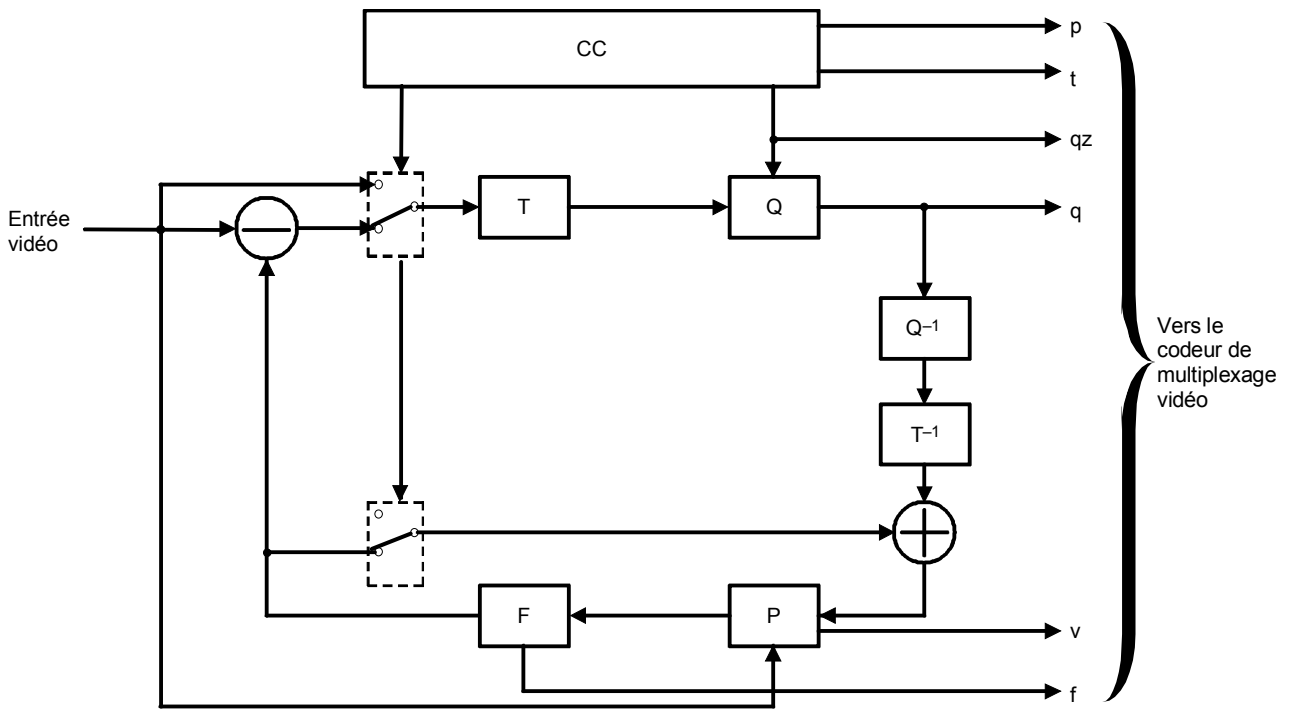 CC
p
t
qz
T
Q
q
Entrée
vidéo
Q–1
Vers le
codeur de
multiplexage
vidéo
T–1
F
P
v
f